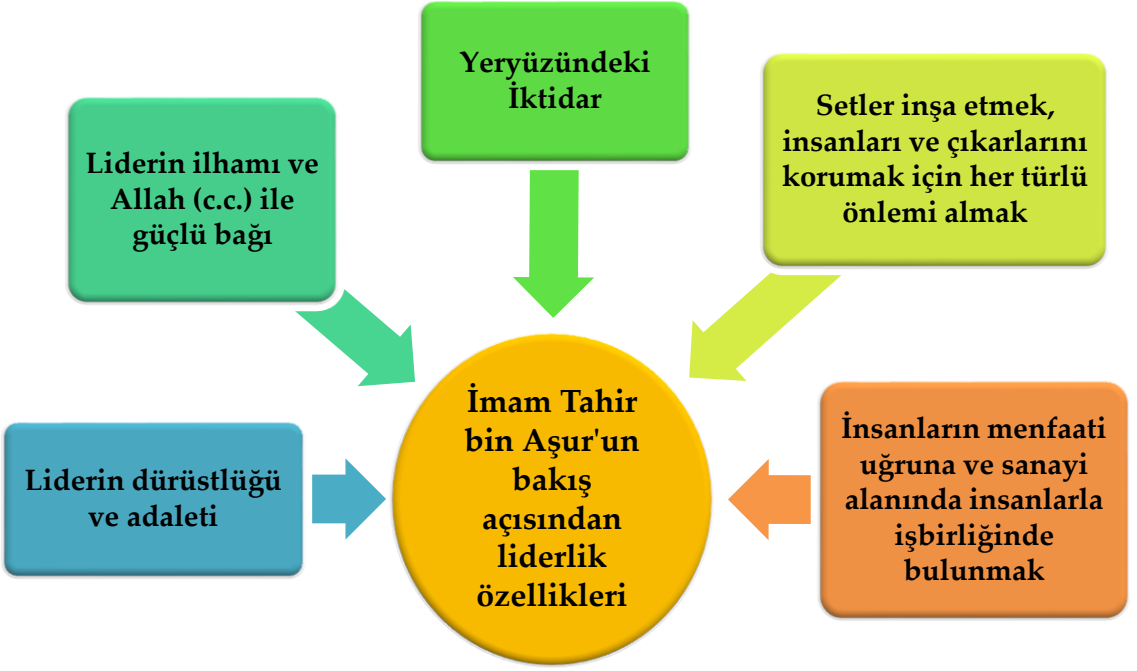 Yeryüzündeki
İktidar
Liderin ilhamı ve
Allah (c.c.) ile
güçlü bağı
Setler inşa etmek,
insanları ve çıkarlarını
korumak için her türlü
önlemi almak
Liderin dürüstlüğü
ve adaleti
İmam Tahir
bin Aşur'un
bakış
açısından
liderlik
özellikleri
İnsanların menfaati
uğruna ve sanayi
alanında insanlarla
işbirliğinde
bulunmak